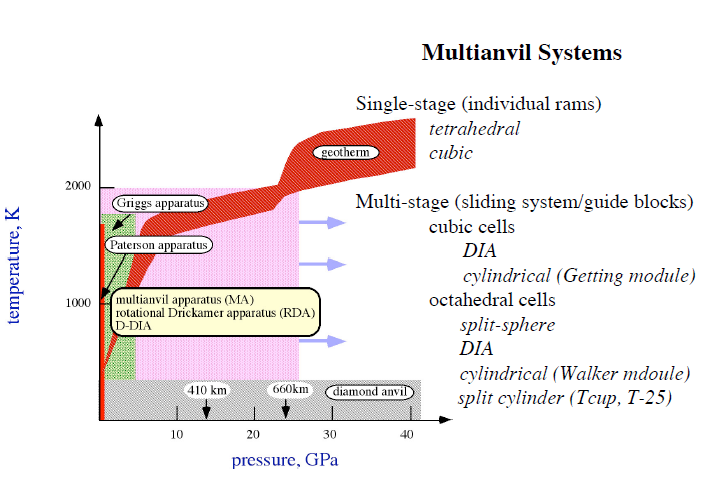 Multianvil Systems
Single-stage (individual rams)
tetrahedral
cubic
Multi-stage (sliding system/guide blocks)
cubic cells
DIA
cylindrical (Getting module)
octahedral cells
split-sphere
DIA
cylindrical (Walker mdoule)
split cylinder (Tcup, T-25)
temperature, K
2000
1000
geotherm
Griggs apparatus
Paterson apparatus
multianvil apparatus (MA)
rotational Drickamer apparatus (RDA)
D-DIA
410 km
660km
diamond anvil
10
20
30
40
pressure, GPa